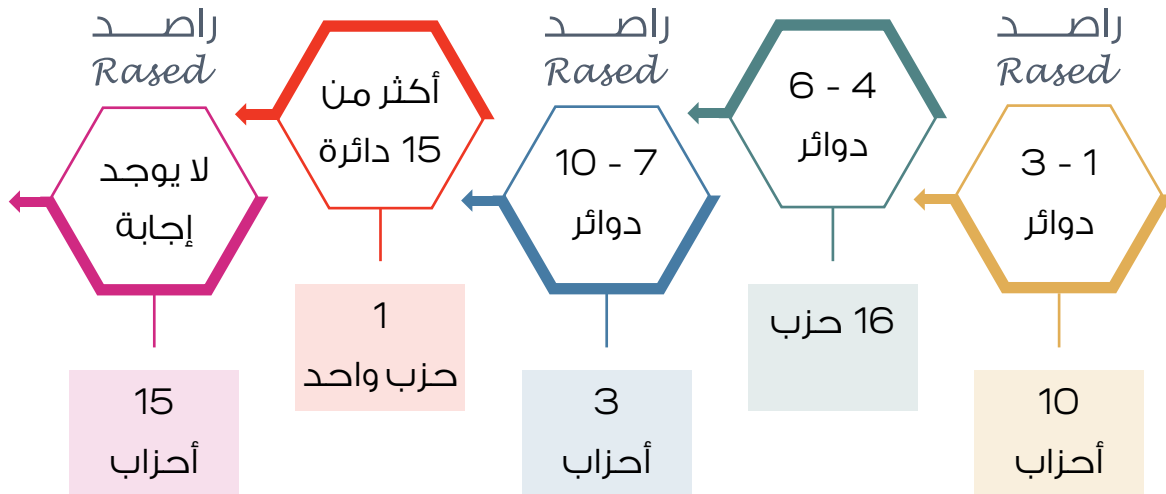 راصد
Rased
1 - 3
دوائر
10
أحزاب
4 - 6
دوائر
16 حزب
راصد
Rased
7 - 10
دوائر
3
أحزاب
أكثر من
15 دائرة
1
حزب واحد
راصد
Rased
لا يوجد
إجابة
15
أحزاب